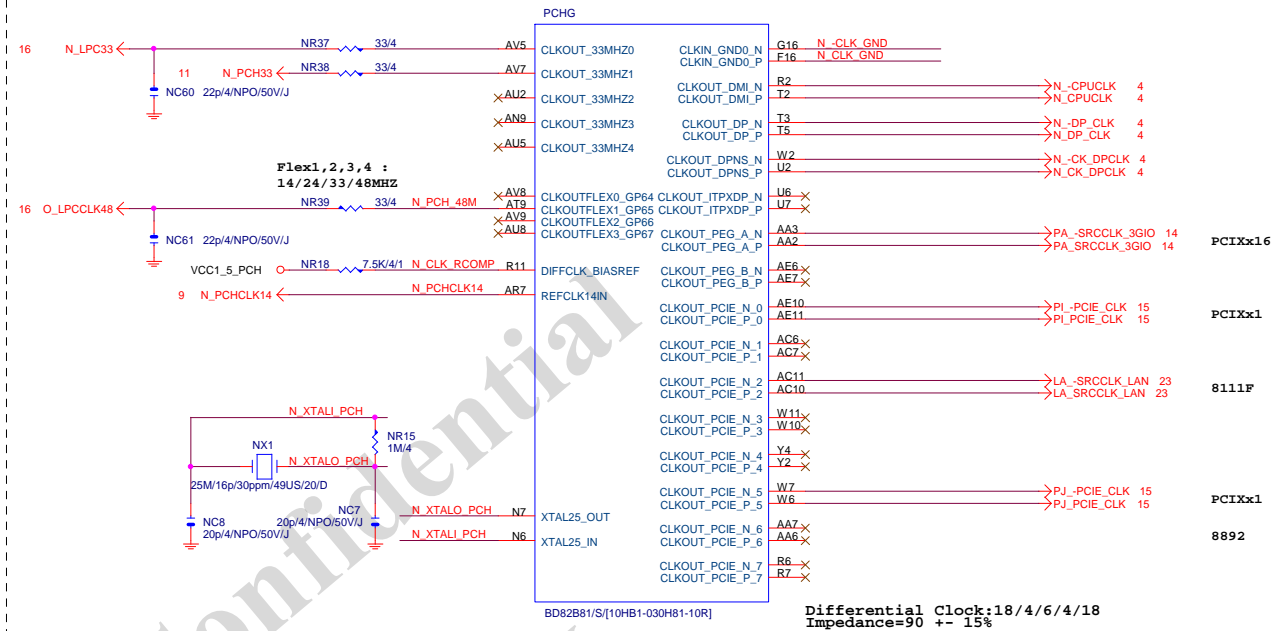 PCHG
16 N_LPC33 NR37 33/4 AV5 CLKOUT_33MHZ0
11 N_PCH33 NR38 33/4 AV7 CLKOUT_33MHZ1
NC60 22p/4/NPO/50V/J
AU2 CLKOUT_33MHZ2
AN9 CLKOUT_33MHZ3
AU5 CLKOUT_33MHZ4
Flex1,2,3,4 :
14/24/33/48MHZ
AV8 CLKOUTFLEX0_GP64
16 O_LPCCLK48 NR39 33/4 N_PCH_48M AT9 CLKOUTFLEX1_GP65
AV9 CLKOUTFLEX2_GP66
AU8 CLKOUTFLEX3_GP67
NC61 22p/4/NPO/50V/J
VCC1_5_PCH NR18 7.5K/4/1 N_CLK_RCOMP R11 DIFFCLK_BIASREF
9 N_PCHCLK14 N_PCHCLK14 AR7 REFCLK14IN
N_XTALI_PCH
NR15
1M/4
NX1
N_XTALO_PCH
25M/16p/30ppm/49US/20/D
NC8
20p/4/NPO/50V/J
NC7
20p/4/NPO/50V/J
N_XTALO_PCH N7 XTAL25_OUT
N_XTALI_PCH N6 XTAL25_IN
CLKIN_GND0_N G16 N_-CLK_GND
CLKIN_GND0_P F16 N_CLK_GND
CLKOUT_DMI_N R2 N_-CPUCLK 4
CLKOUT_DMI_P T2 N_CPUCLK 4
CLKOUT_DP_N T3 N_-DP_CLK 4
CLKOUT_DP_P T5 N_DP_CLK 4
CLKOUT_DPNS_N W2 N_-CK_DPCLK 4
CLKOUT_DPNS_P U2 N_CK_DPCLK 4
CLKOUT_ITPXDP_N U6
CLKOUT_ITPXDP_P U7
CLKOUT_PEG_A_N AA3 PA_-SRCCLK_3GIO 14
CLKOUT_PEG_A_P AA2 PA_SRCCLK_3GIO 14
PCIXx16
CLKOUT_PEG_B_N AE6
CLKOUT_PEG_B_P AE7
CLKOUT_PCIE_N_0 AE10 PI_-PCIE_CLK 15
CLKOUT_PCIE_P_0 AE11 PI_PCIE_CLK 15
PCIXx1
CLKOUT_PCIE_N_1 AC6
CLKOUT_PCIE_P_1 AC7
CLKOUT_PCIE_N_2 AC11 LA_-SRCCLK_LAN 23
CLKOUT_PCIE_P_2 AC10 LA_SRCCLK_LAN 23
8111F
CLKOUT_PCIE_N_3 W11
CLKOUT_PCIE_P_3 W10
CLKOUT_PCIE_N_4 Y4
CLKOUT_PCIE_P_4 Y2
CLKOUT_PCIE_N_5 W7 PJ_-PCIE_CLK 15
CLKOUT_PCIE_P_5 W6 PJ_PCIE_CLK 15
PCIXx1
CLKOUT_PCIE_N_6 AA7
CLKOUT_PCIE_P_6 AA6
8892
CLKOUT_PCIE_N_7 R6
CLKOUT_PCIE_P_7 R7
BD82B81/S/[10HB1-030H81-10R]
Differential Clock:18/4/6/4/18
Impedance=90 +- 15%
Confidential